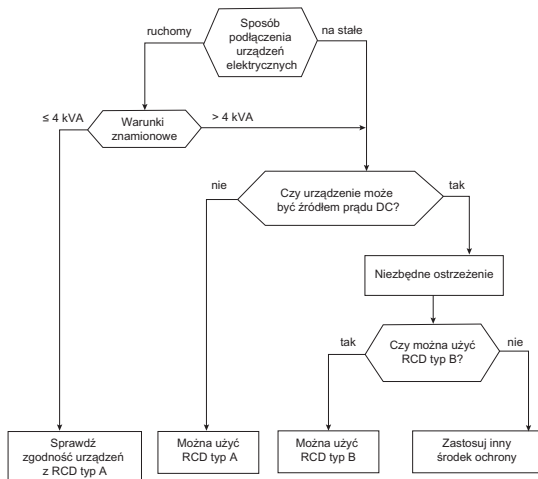 Sposób
podłączenia
urządzeń
elektrycznych
ruchomy
na stałe
≤ 4 kVA
Warunki
znamionowe
> 4 kVA
nie
Czy urządzenie może
być źródłem prądu DC?
tak
Niezbędne ostrzeżenie
tak
Czy można użyć
RCD typ B?
nie
Sprawdź
zgodność urządzeń
z RCD typ A
Można użyć
RCD typ A
Można użyć
RCD typ B
Zastosuj inny
środek ochrony